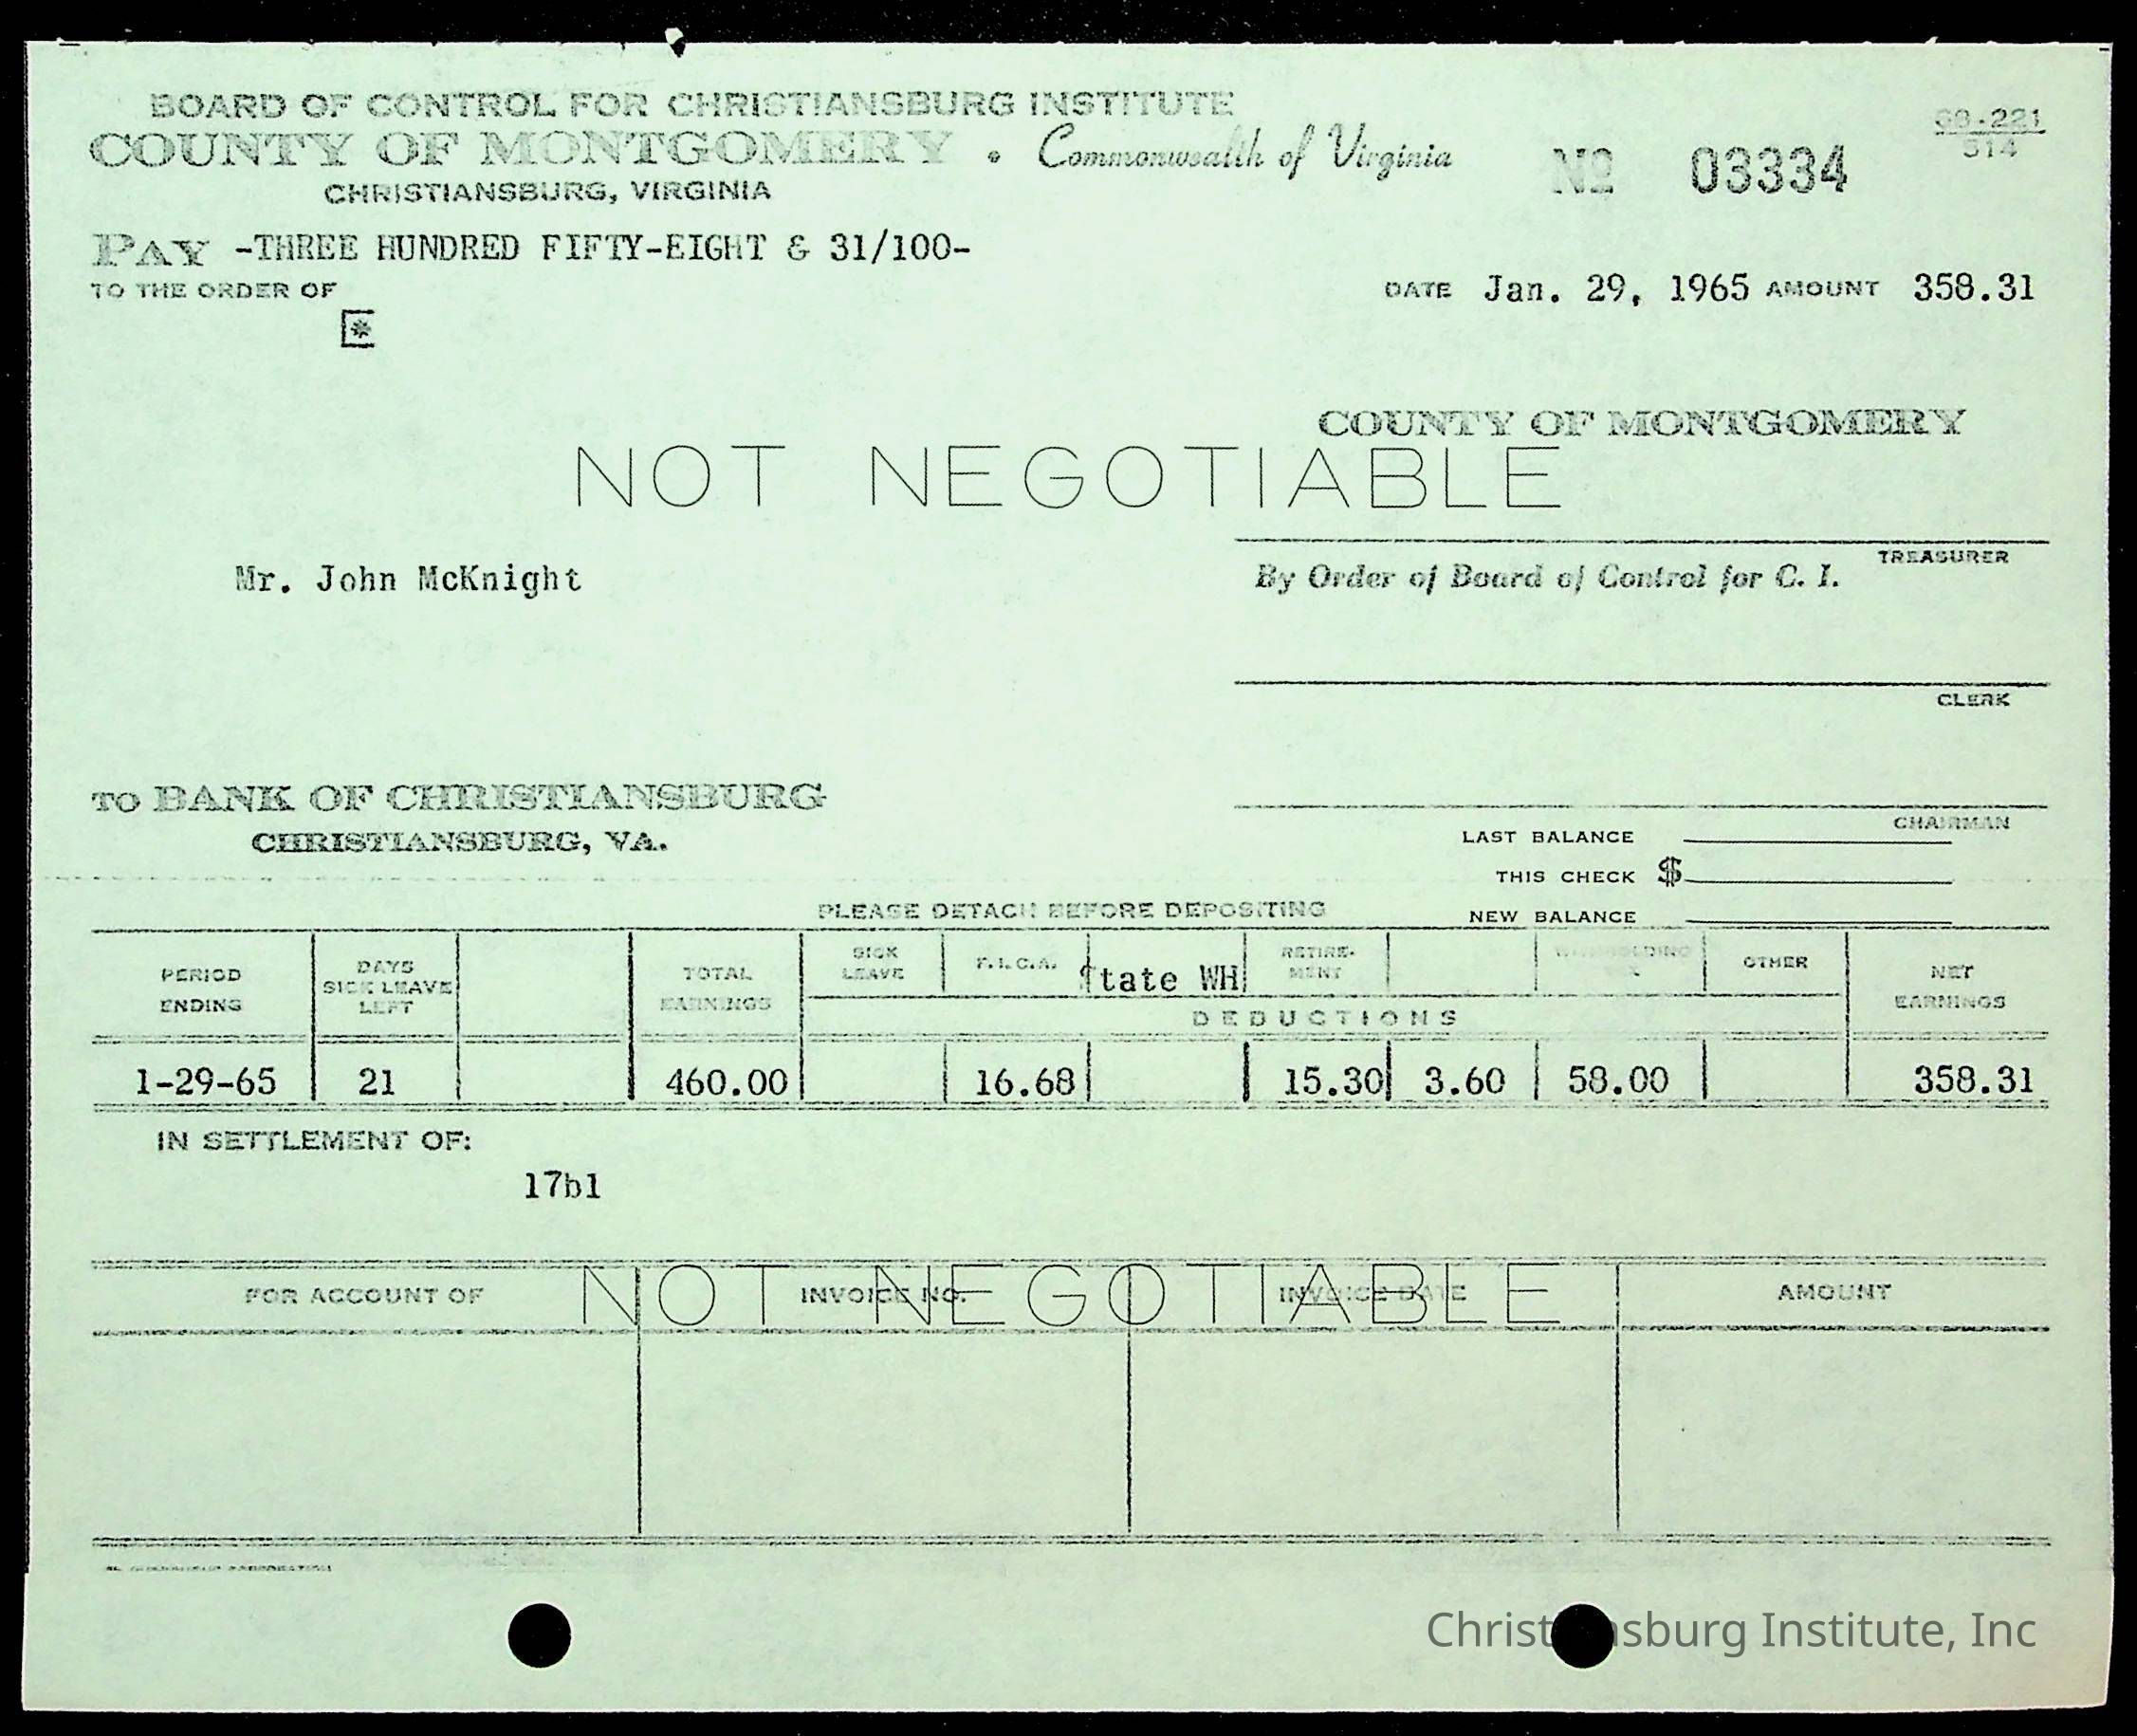 BOARD OF CONTROL FOR CHRISTIANSBURG INSTITUTE
COUNTY OF MONTGOMERY • Commonwealth of Virginia
CHRISTIANSBURG, VIRGINIA
No 03334
68-221
514
PAY -THREE HUNDRED FIFTY-EIGHT & 31/100-
TO THE ORDER OF
DATE Jan. 29, 1965 AMOUNT 358.31
*
COUNTY OF MONTGOMERY
NOT NEGOTIABLE
TREASURER
Mr. John McKnight
By Order of Board of Control for C. I.
CLERK
TO BANK OF CHRISTIANSBURG
CHRISTIANSBURG, VA.
CHAIRMAN
LAST BALANCE
THIS CHECK $
NEW BALANCE
PLEASE DETACH BEFORE DEPOSITING
PERIOD ENDING
DAYS SICK LEAVE LEFT
TOTAL EARNINGS
SICK LEAVE
F.I.C.A.
State WH
RETIRE-MENT
WITHHOLDING
OTHER
NET EARNINGS
DEDUCTIONS
1-29-65 21 460.00 16.68 15.30 3.60 58.00 358.31
IN SETTLEMENT OF:
17b1
NOT NEGOTIABLE
FOR ACCOUNT OF INVOICE NO. INVOICE DATE AMOUNT
Christiansburg Institute, Inc